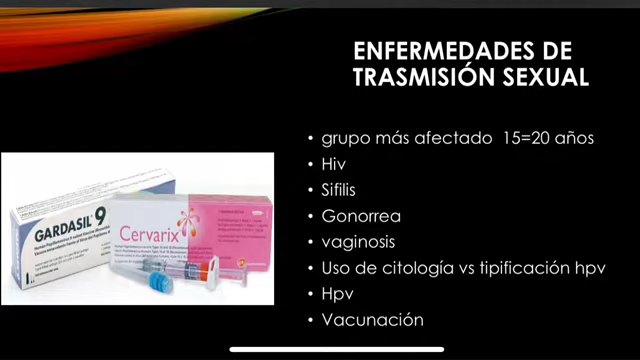 ENFERMEDADES DE
TRASMISIÓN SEXUAL
• grupo más afectado 15=20 años
• Hiv
• Sifilis
• Gonorrea
• vaginosis
• Uso de citología vs tipificación hpv
• Hpv
• Vacunación
GARDASIL 9
Cervarix